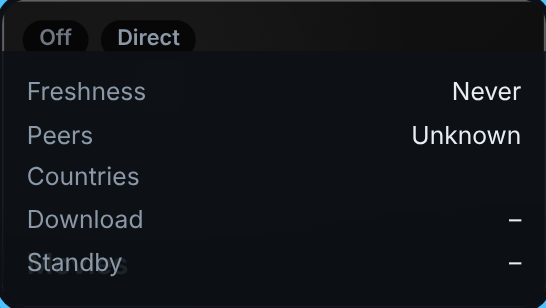 Off Direct
Freshness Never
Peers Unknown
Countries
Download –
Standby –